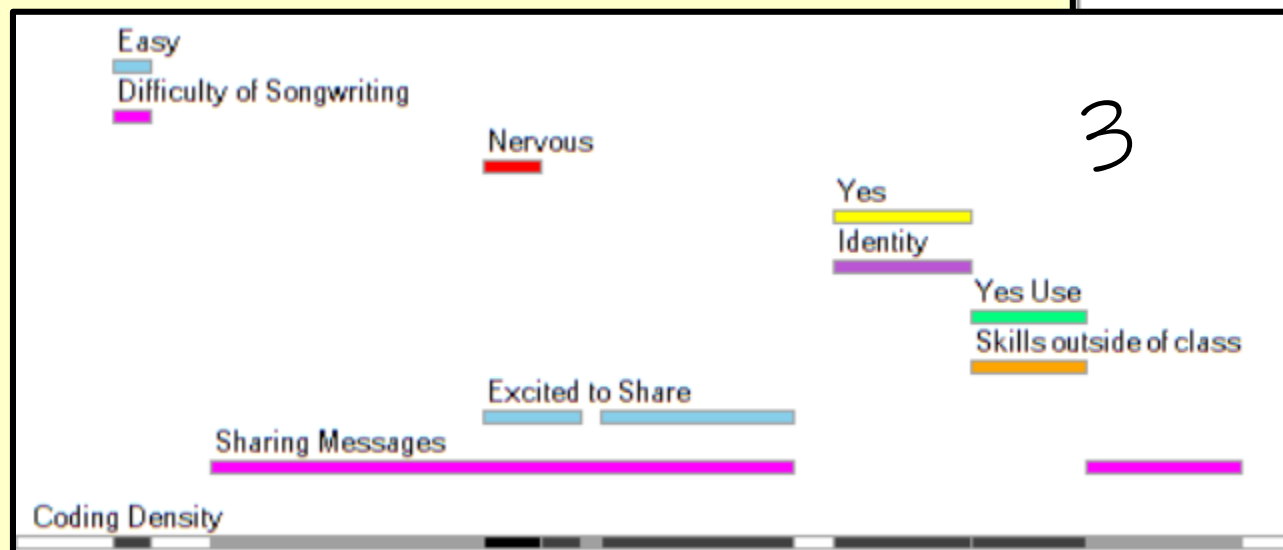 Easy
Difficulty of Songwriting
Nervous
3
Yes
Identity
Yes Use
Skills outside of class
Excited to Share
Sharing Messages
Coding Density